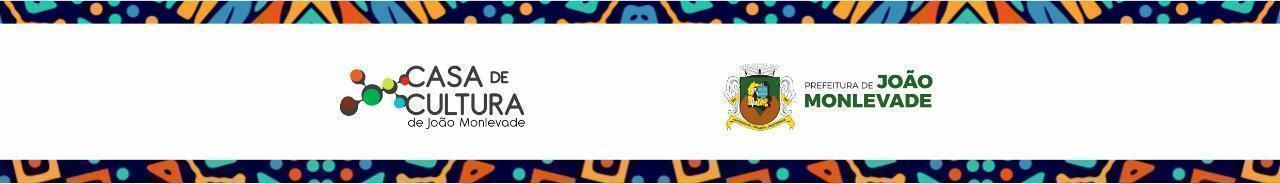 CASA DE
CULTURA
de João Monlevade
PREFEITURA DE JOÃO
MONLEVADE